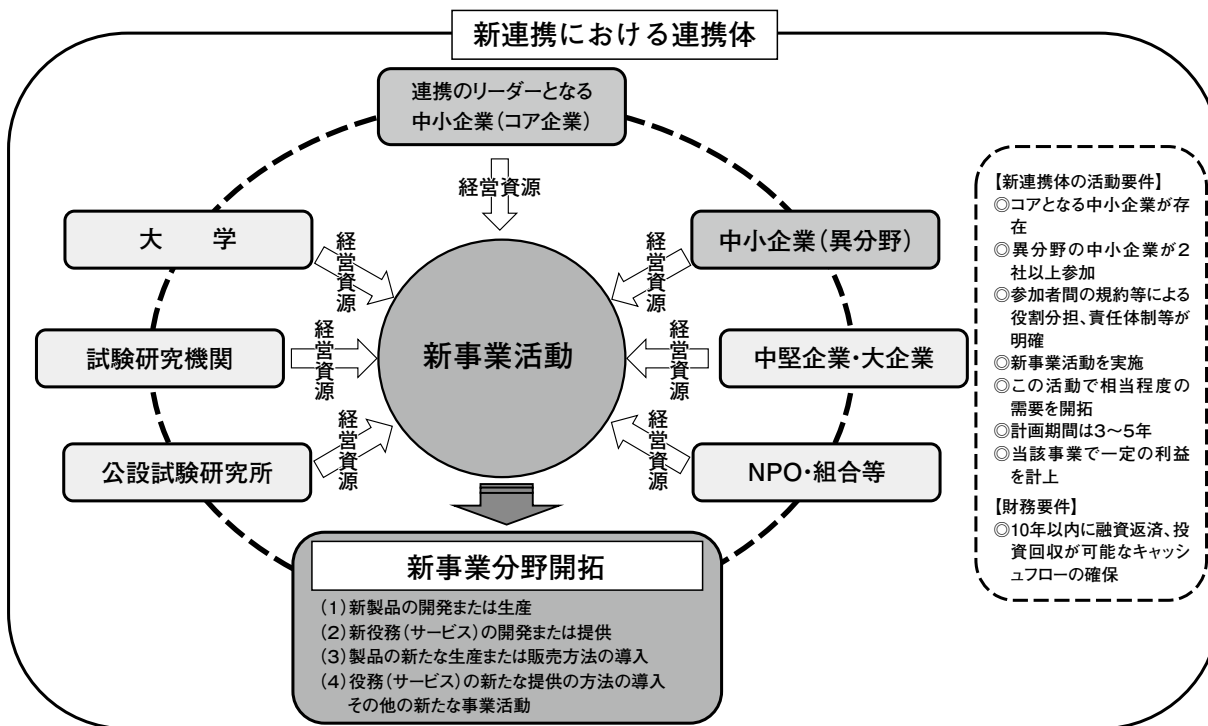 新連携における連携体
連携のリーダーとなる
中小企業（コア企業）
経営資源
大　学
経営資源
経営資源
中小企業（異分野）
試験研究機関
経営資源
新事業活動
経営資源
中堅企業・大企業
公設試験研究所
経営資源
経営資源
NPO・組合等
新事業分野開拓
（1）新製品の開発または生産
（2）新役務（サービス）の開発または提供
（3）製品の新たな生産または販売方法の導入
（4）役務（サービス）の新たな提供の方法の導入
その他の新たな事業活動
【新連携体の活動要件】
◎コアとなる中小企業が存
在
◎異分野の中小企業が2
社以上参加
◎参加者間の規約等による
役割分担、責任体制等が
明確
◎新事業活動を実施
◎この活動で相当程度の
需要を開拓
◎計画期間は3～5年
◎当該事業で一定の利益
を計上
【財務要件】
◎10年以内に融資返済、投
資回収が可能なキャッシ
ュフローの確保